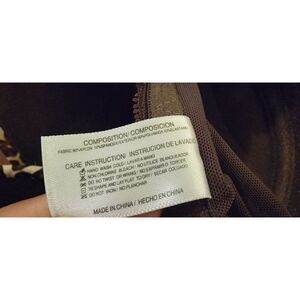 COMPOSITION/ COMPOSICION
CARE INSTRUCTION/ INSTRUCION DE LAVADO
HAND WASH COLD/ LAVAR A MANO
NON CHLORINE BLEACH/ NO UTILICE BLANQUEADOR
DO NOT TWIST OR WRING/ NO EXPRIMIR O TORCER
RESHAPE AND LAY FLAT TO DRY/ SECAR COLGADO
DO NOT IRON/ NO PLANCHAR
MADE IN CHINA/ HECHO EN CHINA